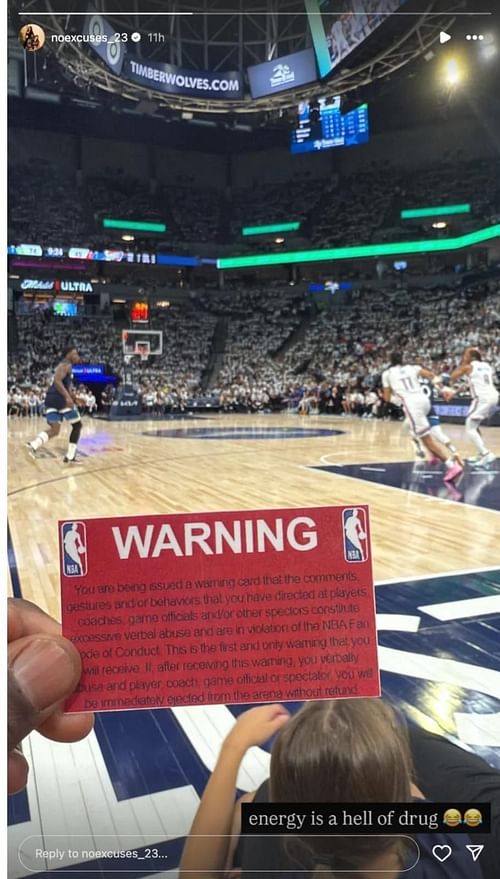 noexcuses_23 11h
TIMBERWOLVES.COM
ULTRA
11
WARNING
NBA
NBA
You are being issued a warning card that the comments,
gestures and/or behaviors that you have directed at players,
coaches, game officials and/or other spectors constitute
excessive verbal abuse and are in violation of the NBA Fan
ode of Conduct. This is the first and only warning that you
will receive. If, after receiving this warning, you verbally
buse and player, coach, game official or spectator, you will
be immediately ejected from the arena without refund.
energy is a hell of drug 😂😂
Reply to noexcuses_23...